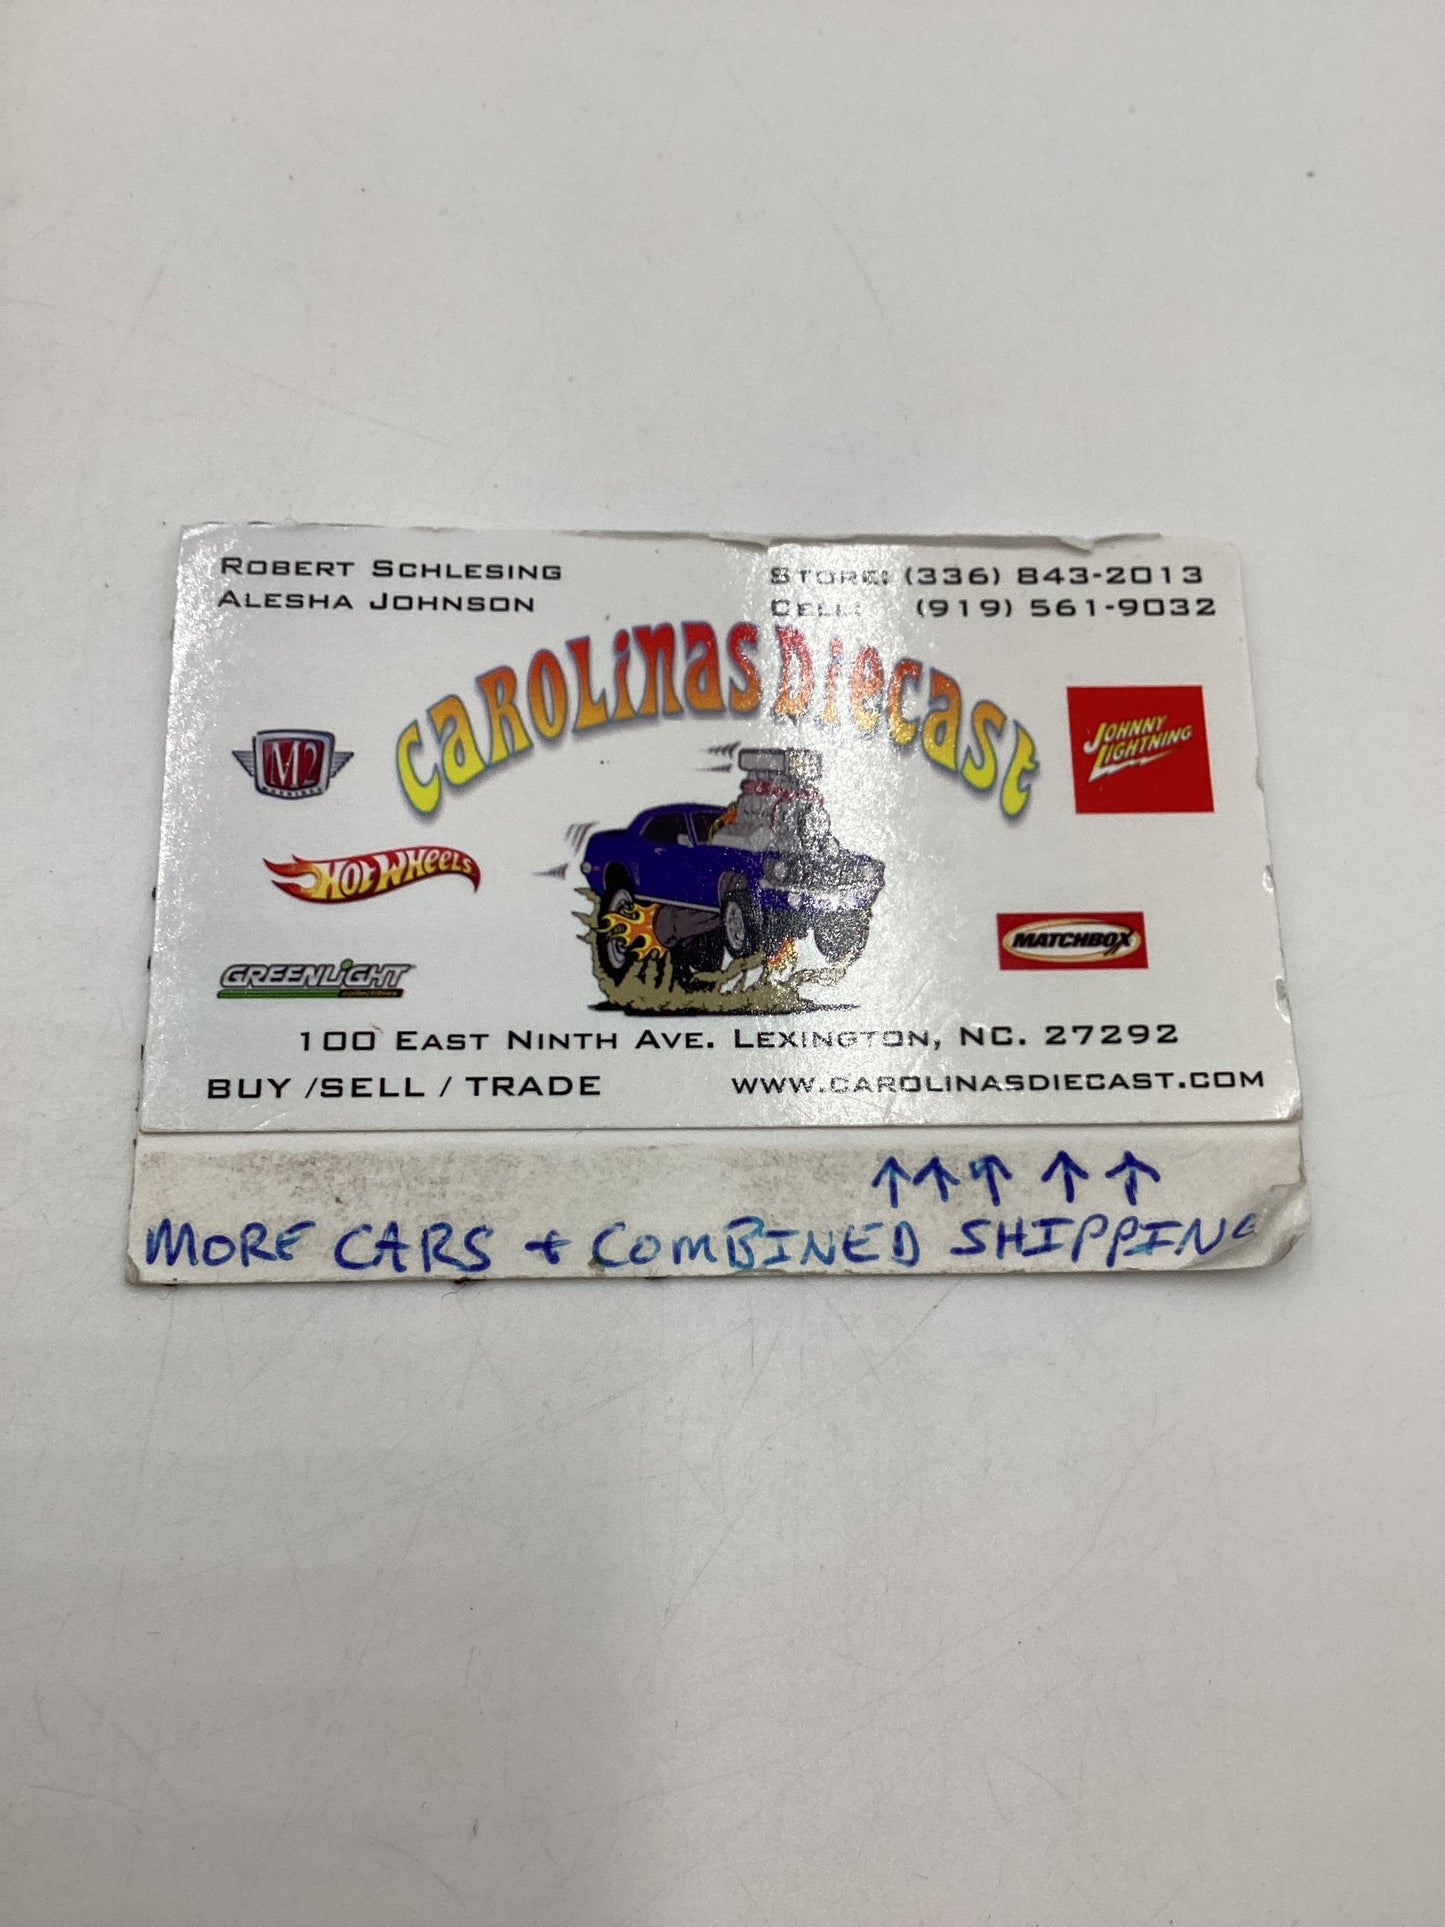 ROBERT SCHLESING
ALESHA JOHNSON
STORE: (336) 843-2013
CELL: (919) 561-9032
CAROLINAS DIECAST
M2
MACHINES
JOHNNY
LIGHTNING
HOT WHEELS
MATCHBOX
GREENLIGHT
COLLECTIBLES
100 EAST NINTH AVE. LEXINGTON, NC. 27292
BUY /SELL / TRADE
WWW.CAROLINASDIECAST.COM
↑ ↑ ↑ ↑ ↑
MORE CARS + COMBINED SHIPPING